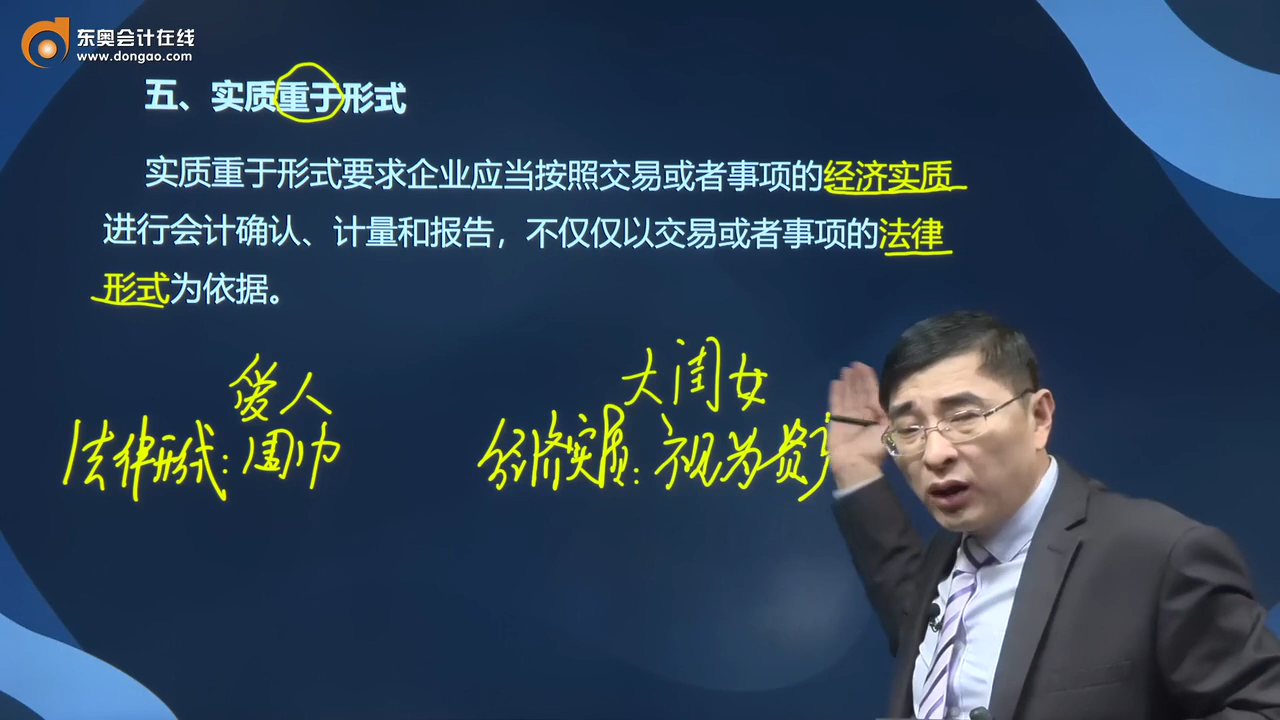 东奥会计在线
www.dongao.com
五、实质重于形式
实质重于形式要求企业应当按照交易或者事项的经济实质
进行会计确认、计量和报告，不仅仅以交易或者事项的法律
形式为依据。
爱人
大闺女
法律形式：围巾
经济实质：视为资产